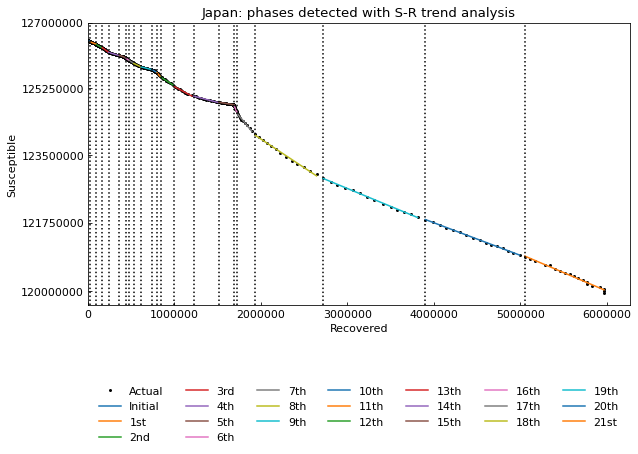 Japan: phases detected with S-R trend analysis
127000000
125250000
123500000
121750000
120000000
Susceptible
0 1000000 2000000 3000000 4000000 5000000 6000000
Recovered
Actual 3rd 7th 10th 13th 16th 19th
Initial 4th 8th 11th 14th 17th 20th
1st 5th 9th 12th 15th 18th 21st
2nd 6th